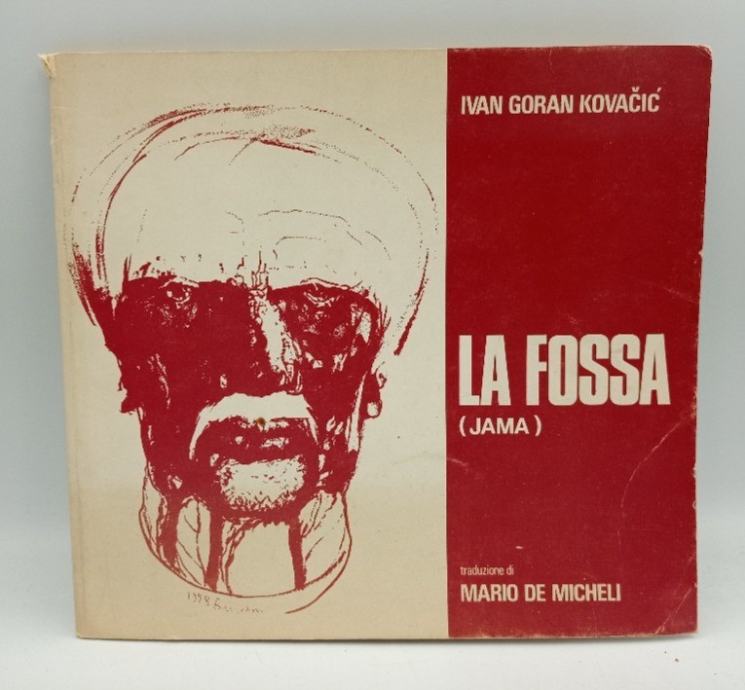 IVAN GORAN KOVAČIĆ
LA FOSSA
(JAMA)
traduzione di
MARIO DE MICHELI